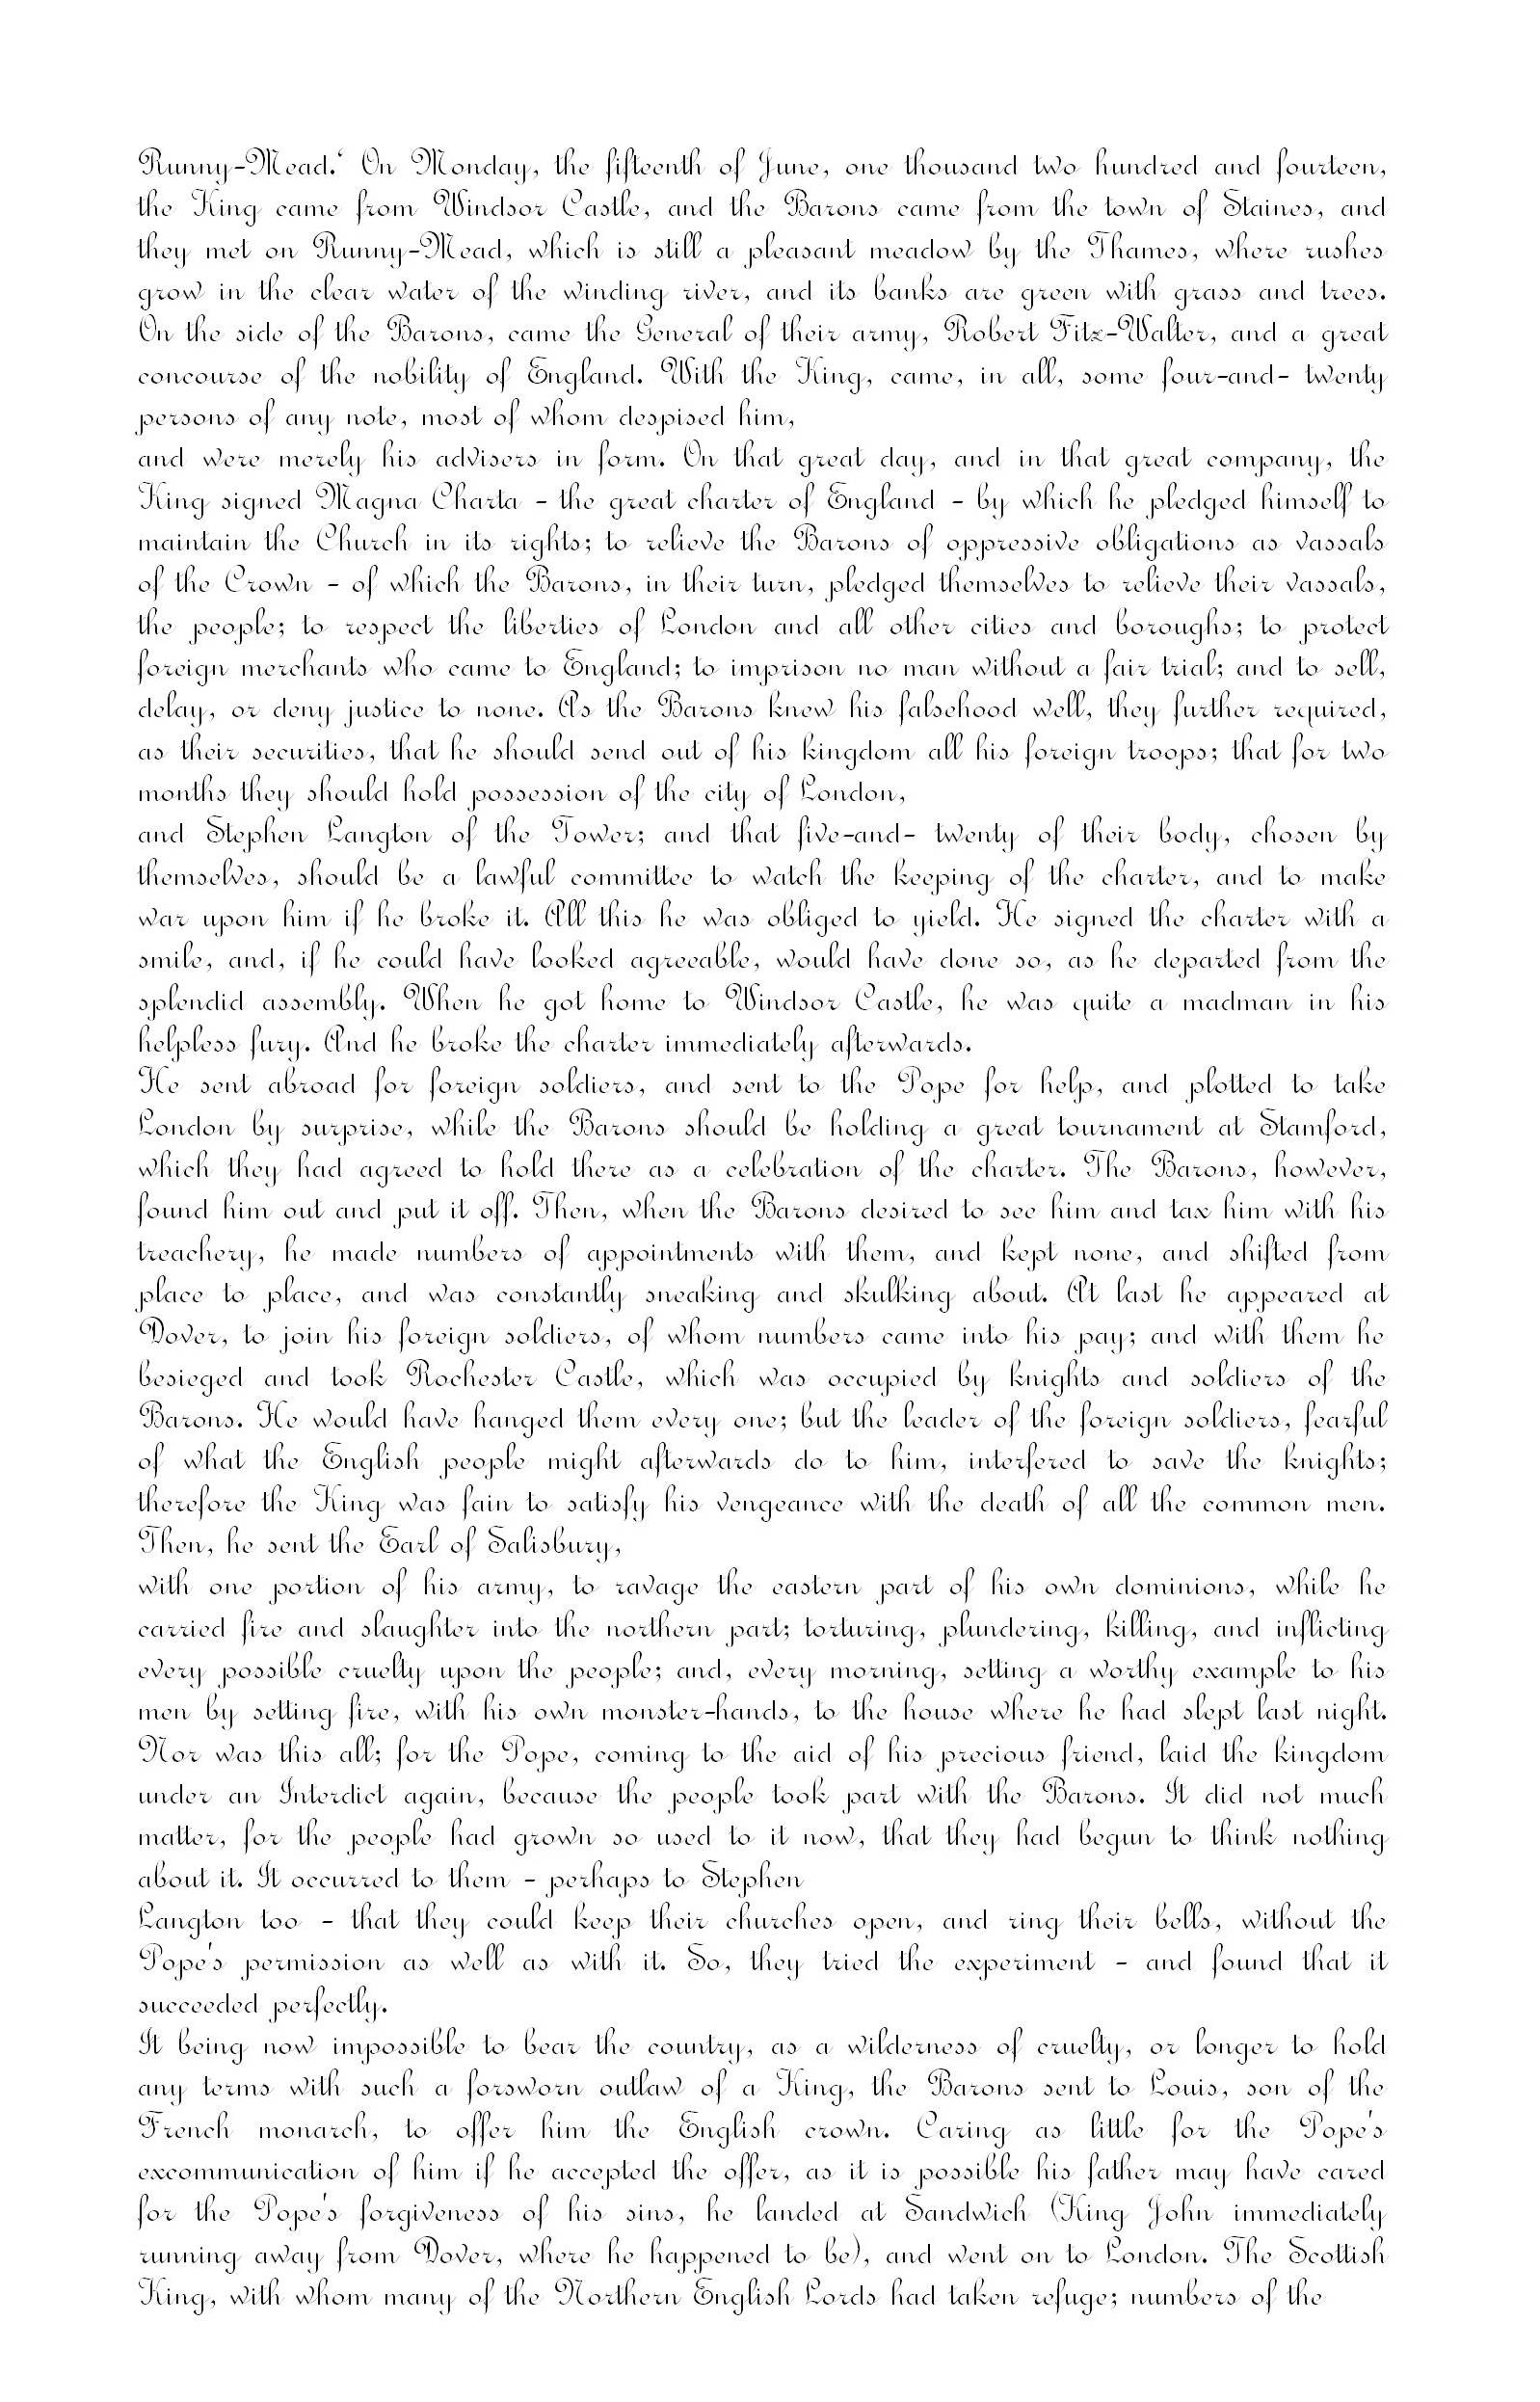 Runny-Mead.‘ On Monday, the fifteenth of June, one thousand two hundred and fourteen,
the King came from Windsor Castle, and the Barons came from the town of Staines, and
they met on Runny-Mead, which is still a pleasant meadow by the Thames, where rushes
grow in the clear water of the winding river, and its banks are green with grass and trees.
On the side of the Barons, came the General of their army, Robert Fitz-Walter, and a great
concourse of the nobility of England. With the King, came, in all, some four-and- twenty
persons of any note, most of whom despised him,
and were merely his advisers in form. On that great day, and in that great company, the
King signed Magna Charta - the great charter of England - by which he pledged himself to
maintain the Church in its rights; to relieve the Barons of oppressive obligations as vassals
of the Crown - of which the Barons, in their turn, pledged themselves to relieve their vassals,
the people; to respect the liberties of London and all other cities and boroughs; to protect
foreign merchants who came to England; to imprison no man without a fair trial; and to sell,
delay, or deny justice to none. As the Barons knew his falsehood well, they further required,
as their securities, that he should send out of his kingdom all his foreign troops; that for two
months they should hold possession of the city of London,
and Stephen Langton of the Tower; and that five-and- twenty of their body, chosen by
themselves, should be a lawful committee to watch the keeping of the charter, and to make
war upon him if he broke it. All this he was obliged to yield. He signed the charter with a
smile, and, if he could have looked agreeable, would have done so, as he departed from the
splendid assembly. When he got home to Windsor Castle, he was quite a madman in his
helpless fury. And he broke the charter immediately afterwards.
He sent abroad for foreign soldiers, and sent to the Pope for help, and plotted to take
London by surprise, while the Barons should be holding a great tournament at Stamford,
which they had agreed to hold there as a celebration of the charter. The Barons, however,
found him out and put it off. Then, when the Barons desired to see him and tax him with his
treachery, he made numbers of appointments with them, and kept none, and shifted from
place to place, and was constantly sneaking and skulking about. At last he appeared at
Dover, to join his foreign soldiers, of whom numbers came into his pay; and with them he
besieged and took Rochester Castle, which was occupied by knights and soldiers of the
Barons. He would have hanged them every one; but the leader of the foreign soldiers, fearful
of what the English people might afterwards do to him, interfered to save the knights;
therefore the King was fain to satisfy his vengeance with the death of all the common men.
Then, he sent the Earl of Salisbury,
with one portion of his army, to ravage the eastern part of his own dominions, while he
carried fire and slaughter into the northern part; torturing, plundering, killing, and inflicting
every possible cruelty upon the people; and, every morning, setting a worthy example to his
men by setting fire, with his own monster-hands, to the house where he had slept last night.
Nor was this all; for the Pope, coming to the aid of his precious friend, laid the kingdom
under an Interdict again, because the people took part with the Barons. It did not much
matter, for the people had grown so used to it now, that they had begun to think nothing
about it. It occurred to them - perhaps to Stephen
Langton too - that they could keep their churches open, and ring their bells, without the
Pope's permission as well as with it. So, they tried the experiment - and found that it
succeeded perfectly.
It being now impossible to bear the country, as a wilderness of cruelty, or longer to hold
any terms with such a forsworn outlaw of a King, the Barons sent to Louis, son of the
French monarch, to offer him the English crown. Caring as little for the Pope's
excommunication of him if he accepted the offer, as it is possible his father may have cared
for the Pope's forgiveness of his sins, he landed at Sandwich (King John immediately
running away from Dover, where he happened to be), and went on to London. The Scottish
King, with whom many of the Northern English Lords had taken refuge; numbers of the